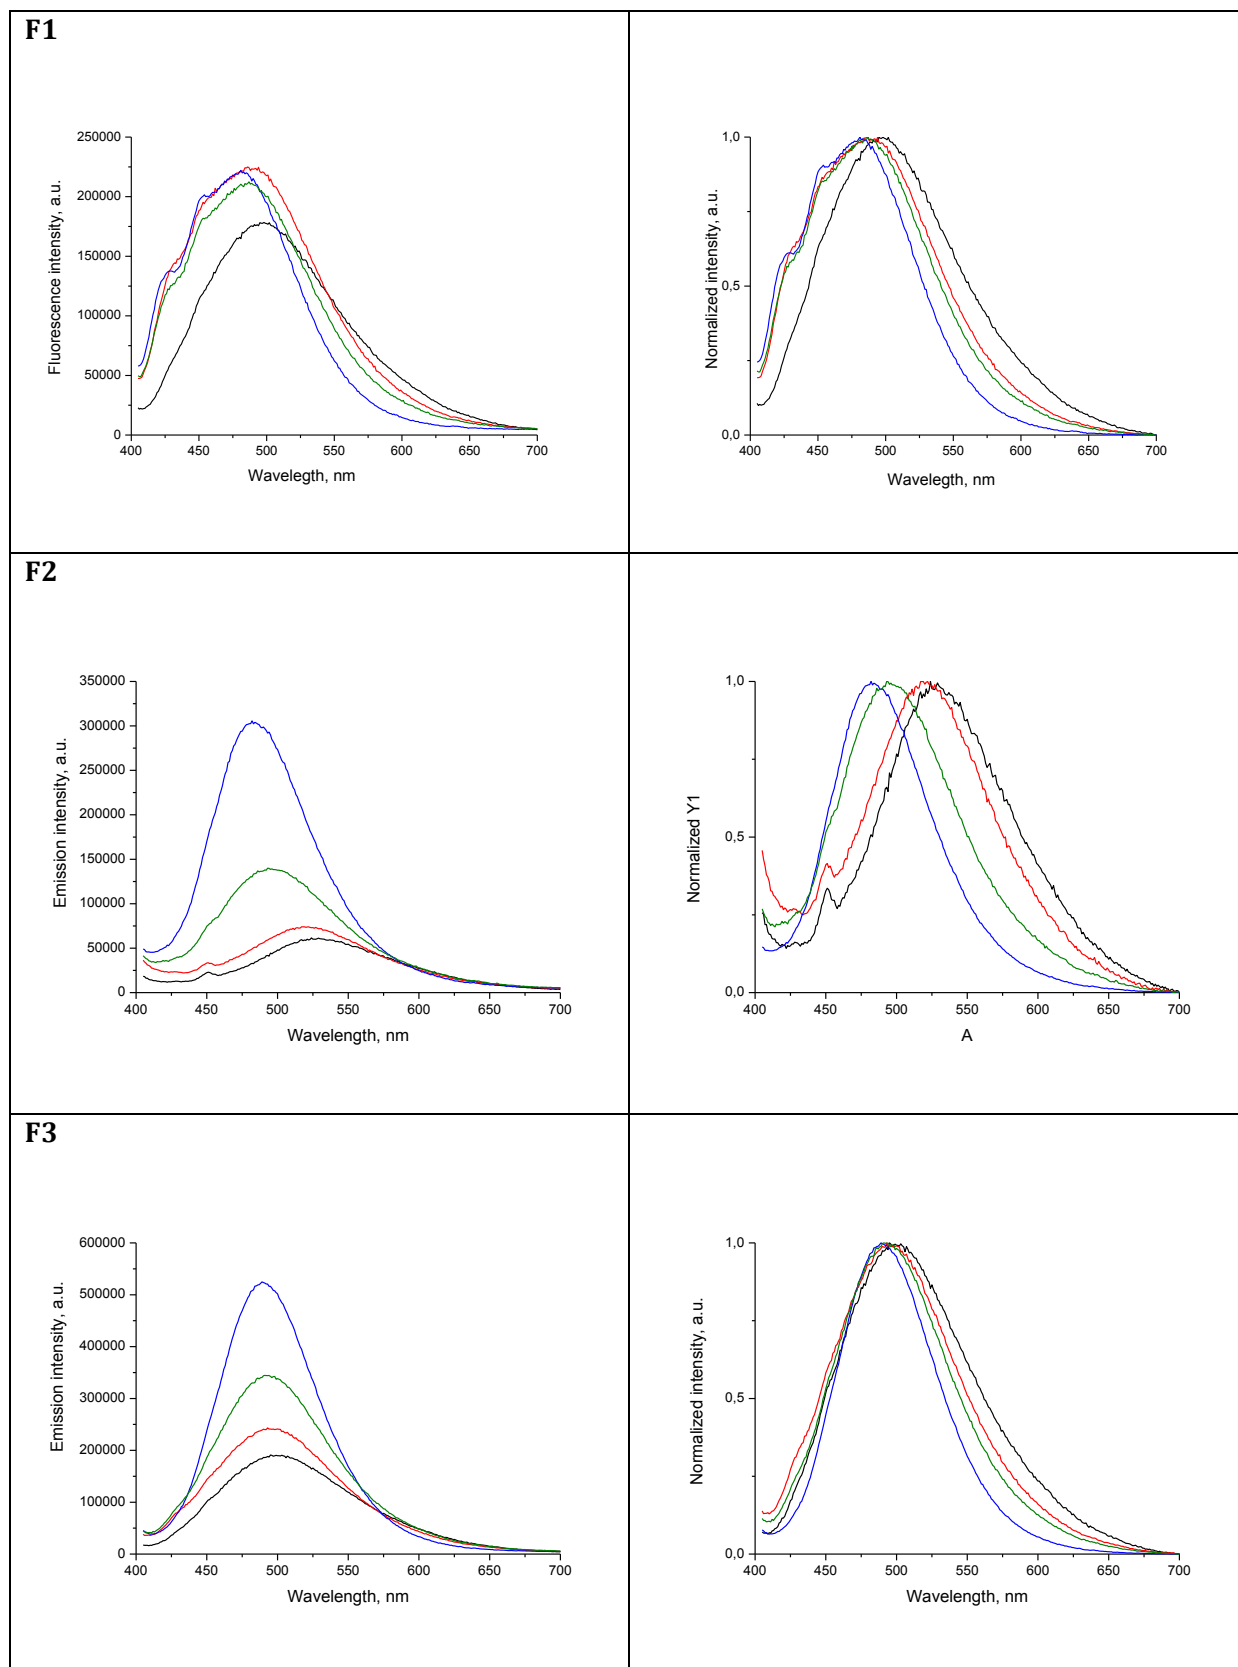 F1
250000
200000
150000
100000
50000
0
400 450 500 550 600 650 700
Fluorescence intensity, a.u.
Wavelegth, nm
1,0
0,5
0,0
400 450 500 550 600 650 700
Normalized intensity, a.u.
Wavelegth, nm
F2
350000
300000
250000
200000
150000
100000
50000
0
400 450 500 550 600 650 700
Emission intensity, a.u.
Wavelength, nm
1,0
0,5
0,0
400 450 500 550 600 650 700
Normalized Y1
A
F3
600000
500000
400000
300000
200000
100000
0
400 450 500 550 600 650 700
Emission intensity, a.u.
Wavelength, nm
1,0
0,5
0,0
400 450 500 550 600 650 700
Normalized intensity, a.u.
Wavelength, nm